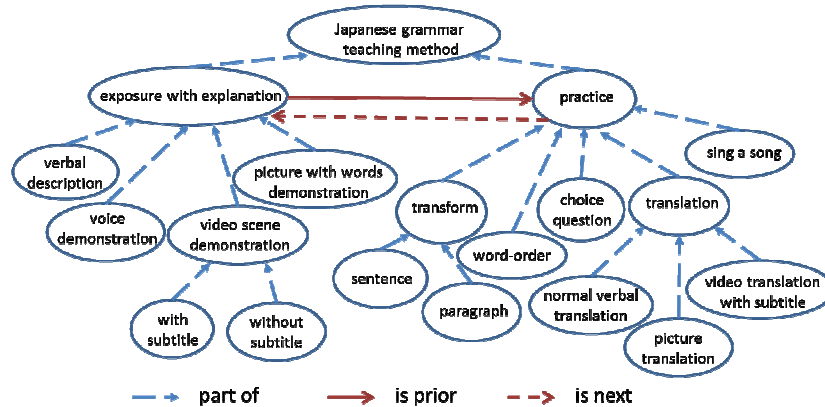 Japanese grammar
teaching method
exposure with explanation
practice
verbal
description
picture with words
demonstration
sing a song
voice
demonstration
video scene
demonstration
transform
choice
question
translation
word-order
sentence
paragraph
normal verbal
translation
video translation
with subtitle
with
subtitle
without
subtitle
picture
translation
part of
is prior
is next